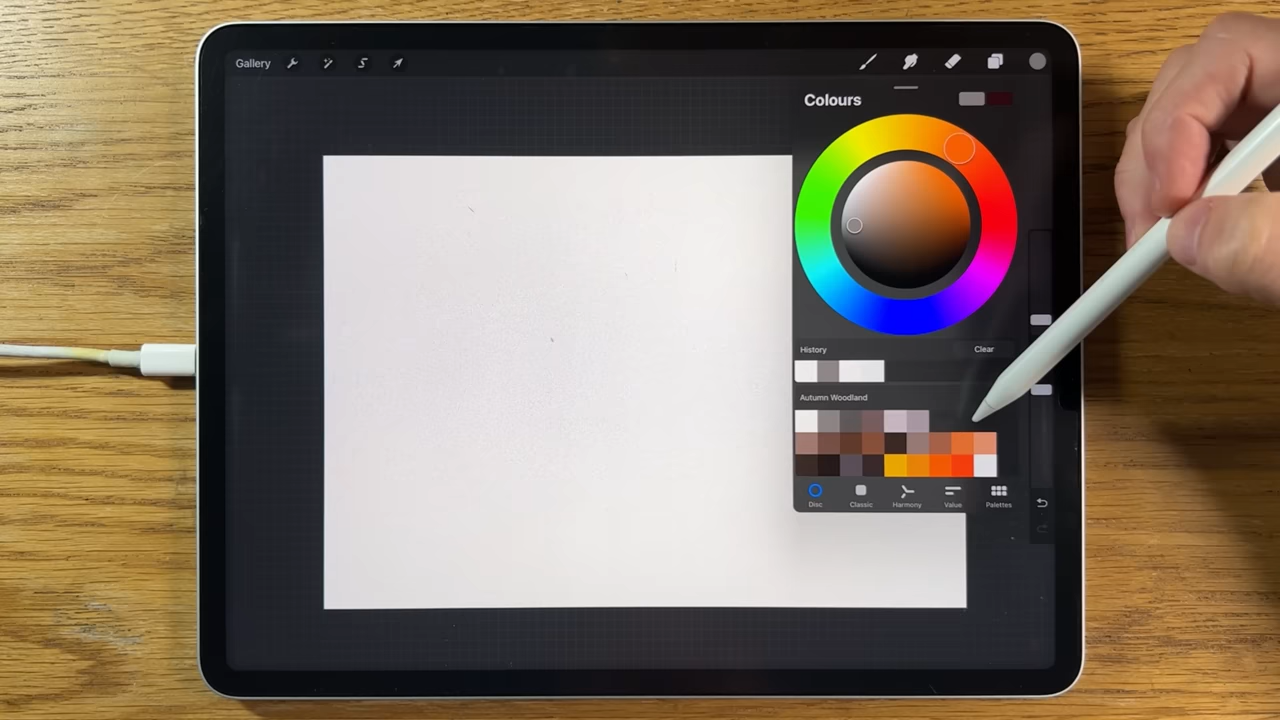 Gallery
Colours
History
Clear
Autumn Woodland
Disc
Classic
Harmony
Value
Palettes